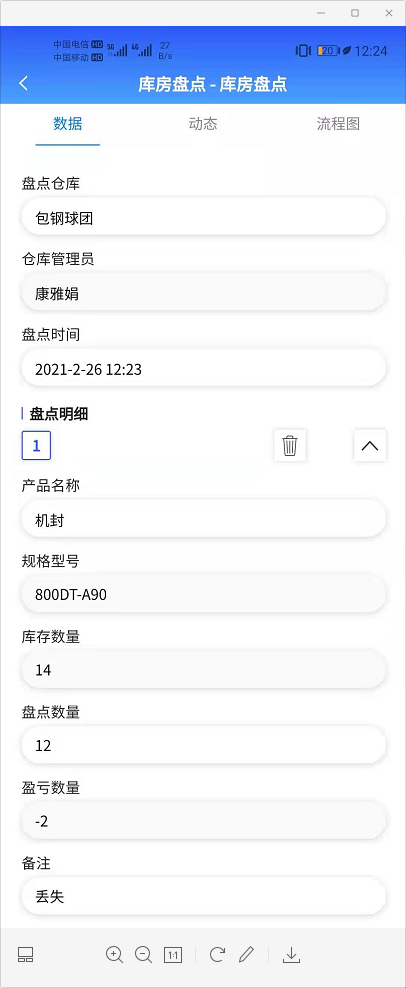 中国电信 HD 5G 4G 27 20 12:24
中国移动 HD B/s
库房盘点 - 库房盘点
数据 动态 流程图
盘点仓库
包钢球团
仓库管理员
康雅娟
盘点时间
2021-2-26 12:23
盘点明细
1
产品名称
机封
规格型号
800DT-A90
库存数量
14
盘点数量
12
盈亏数量
-2
备注
丢失
1:1